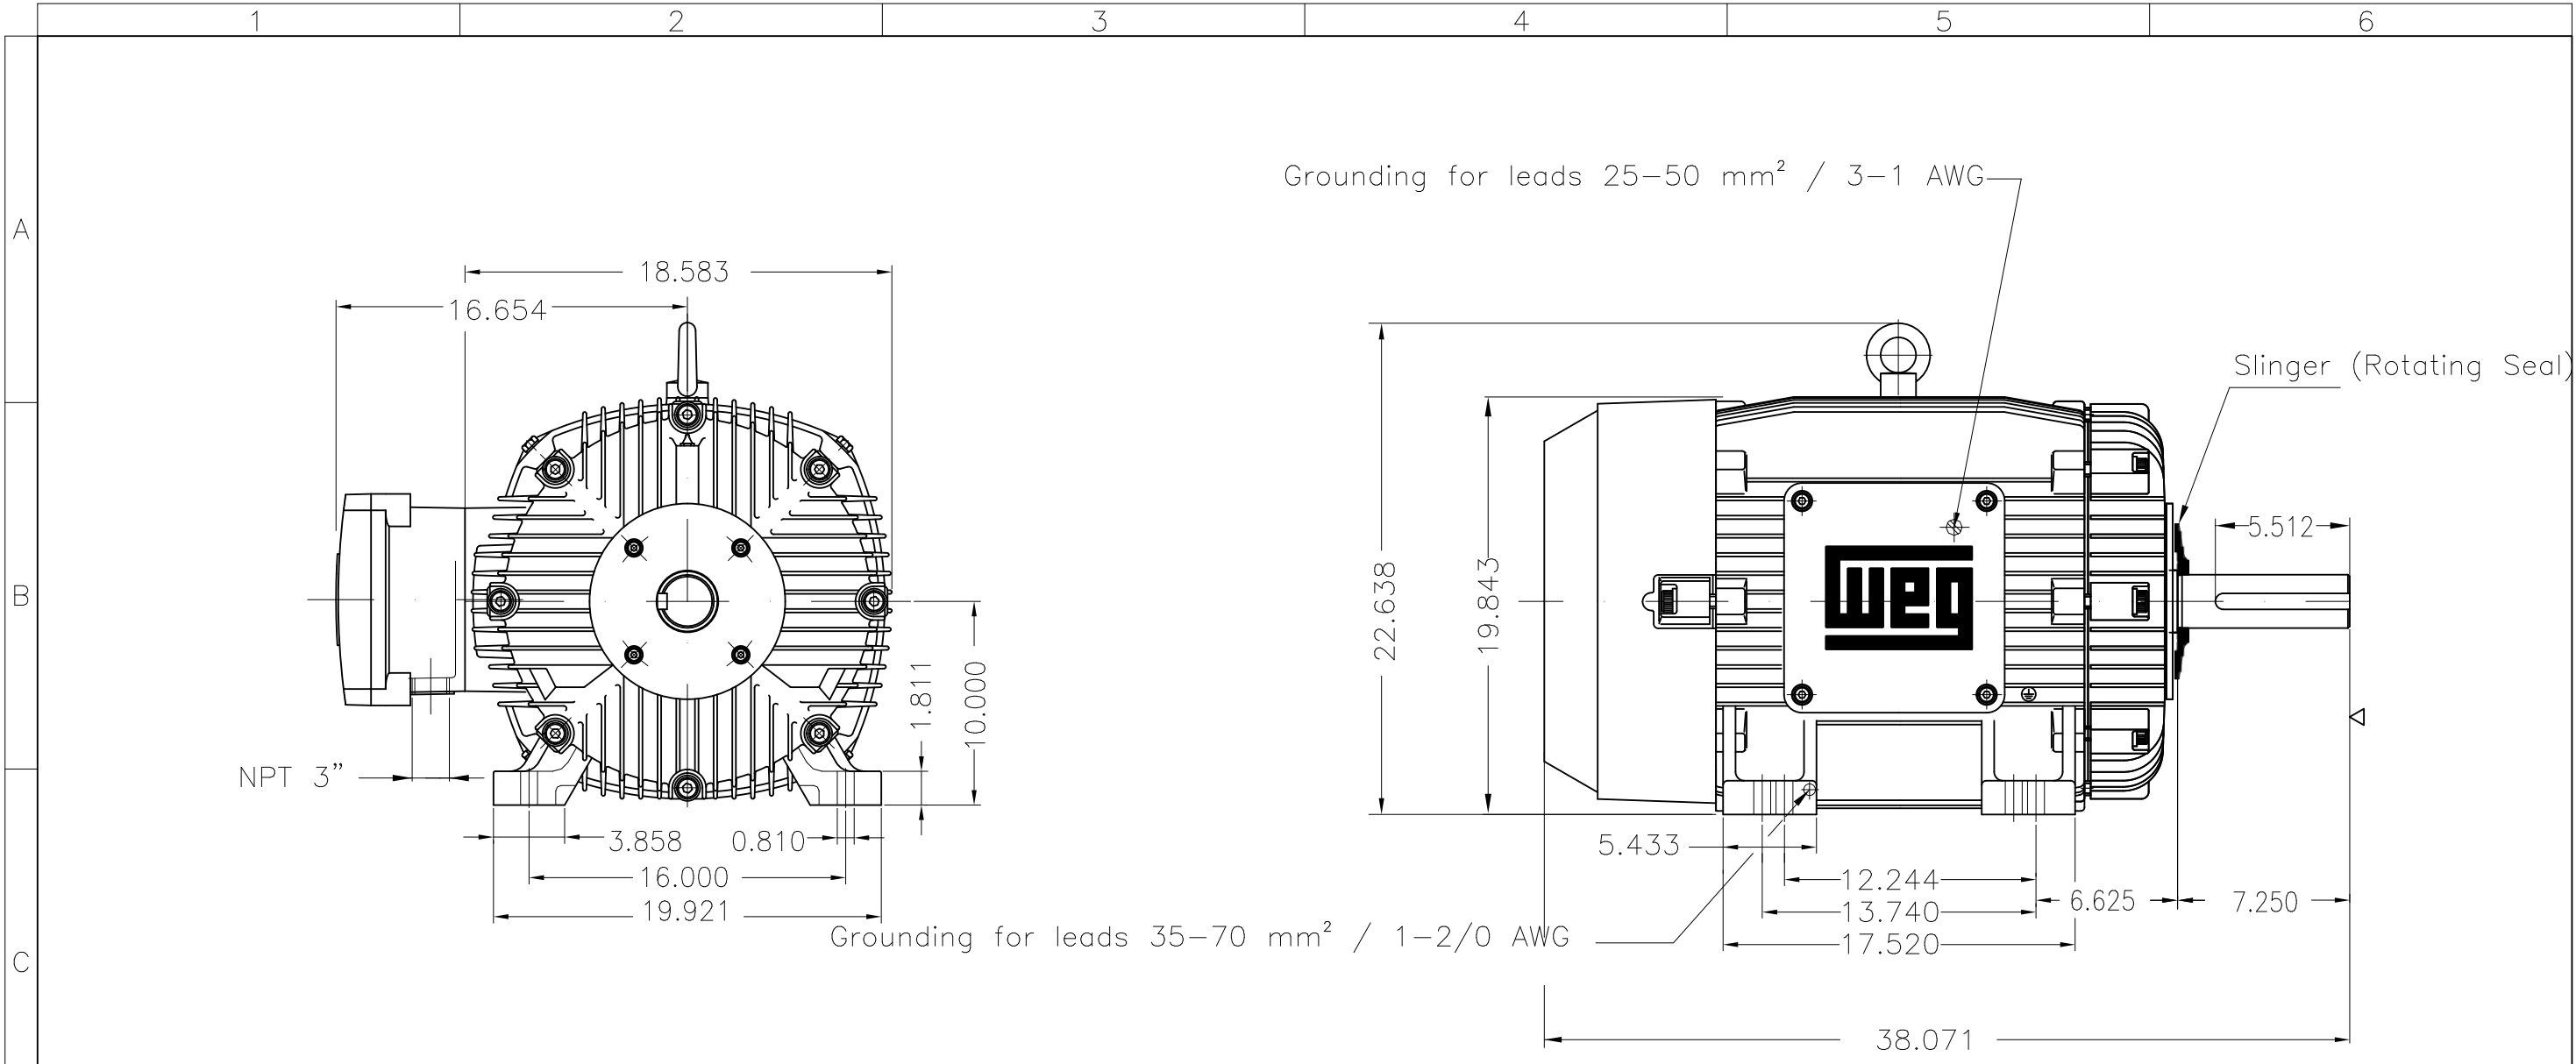 1 2 3 4 5 6
A
Grounding for leads 25-50 mm² / 3-1 AWG
18.583
16.654
Slinger (Rotating Seal)
5.512
22.638
19.843
weg
B
1.811
10.000
NPT 3"
3.858 0.810
5.433
16.000
12.244
6.625 7.250
19.921
13.740
Grounding for leads 35-70 mm² / 1-2/0 AWG
17.520
C
38.071